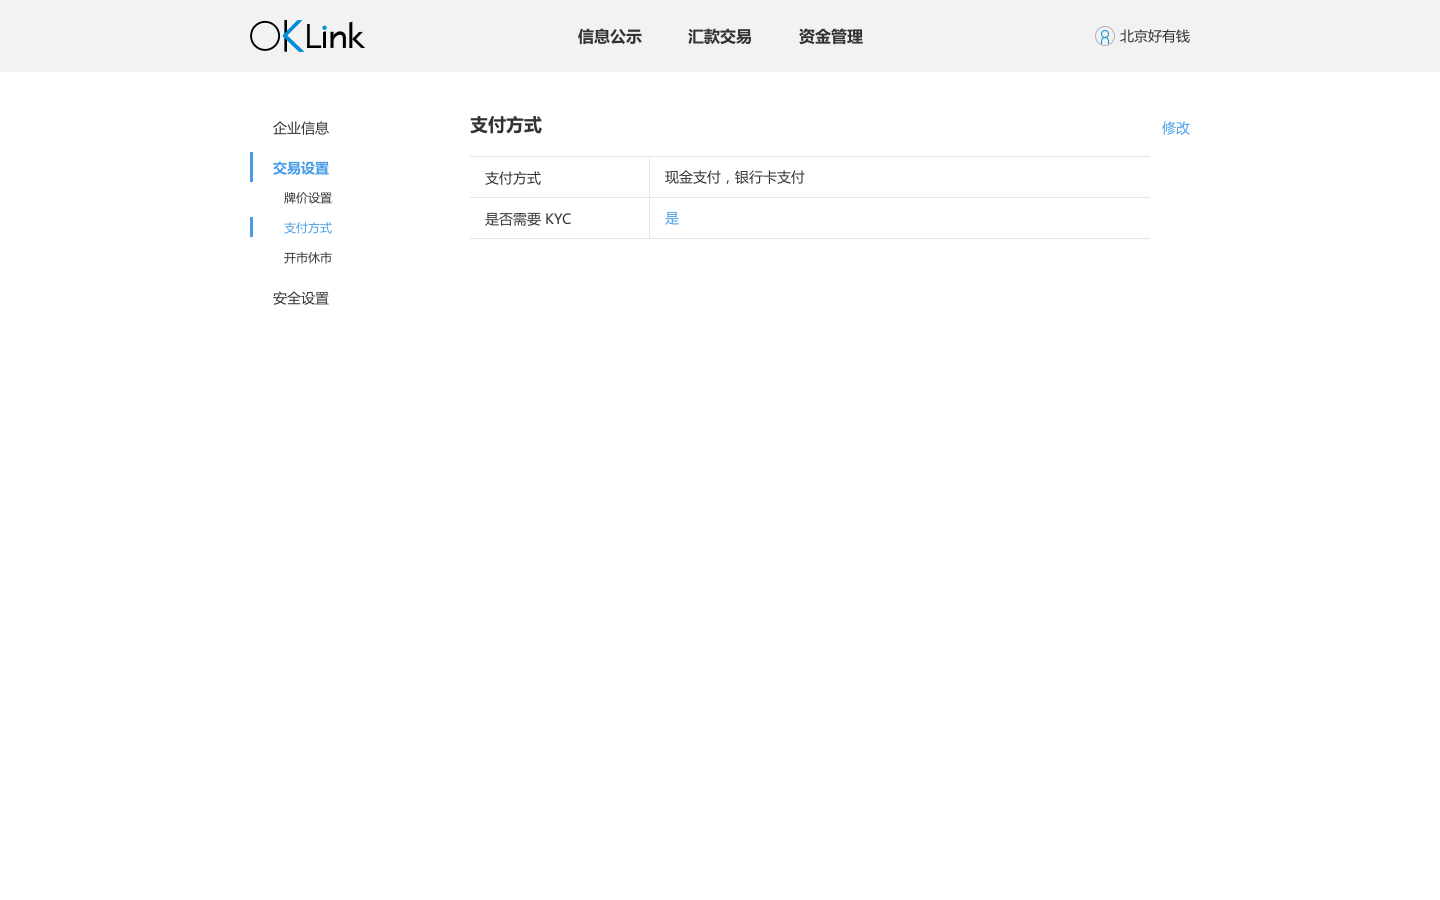 OKLink
信息公示 汇款交易 资金管理
北京好有钱
企业信息
交易设置
牌价设置
支付方式
开市休市
安全设置
支付方式
修改
支付方式 现金支付，银行卡支付
是否需要 KYC 是